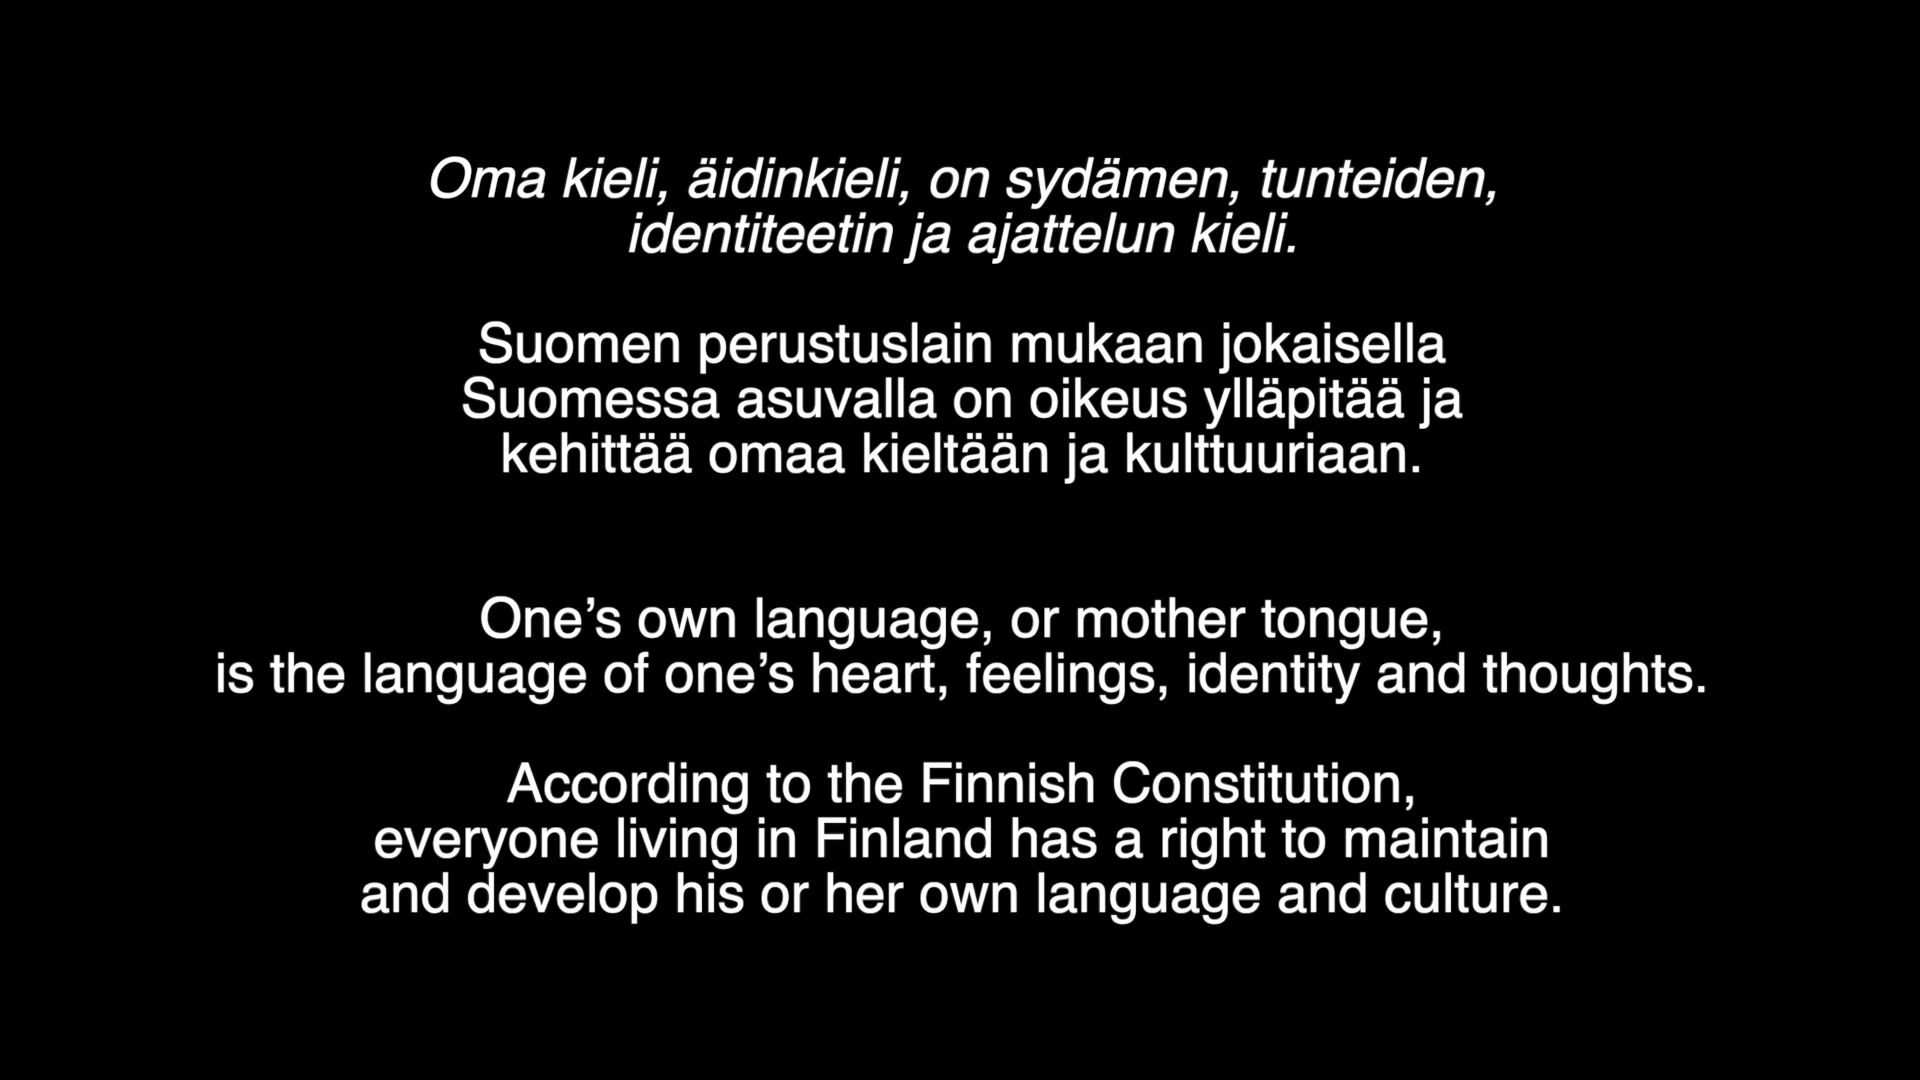 Oma kieli, äidinkieli, on sydämen, tunteiden,
identiteetin ja ajattelun kieli.
Suomen perustuslain mukaan jokaisella
Suomessa asuvalla on oikeus ylläpitää ja
kehittää omaa kieltään ja kulttuuriaan.
One’s own language, or mother tongue,
is the language of one’s heart, feelings, identity and thoughts.
According to the Finnish Constitution,
everyone living in Finland has a right to maintain
and develop his or her own language and culture.